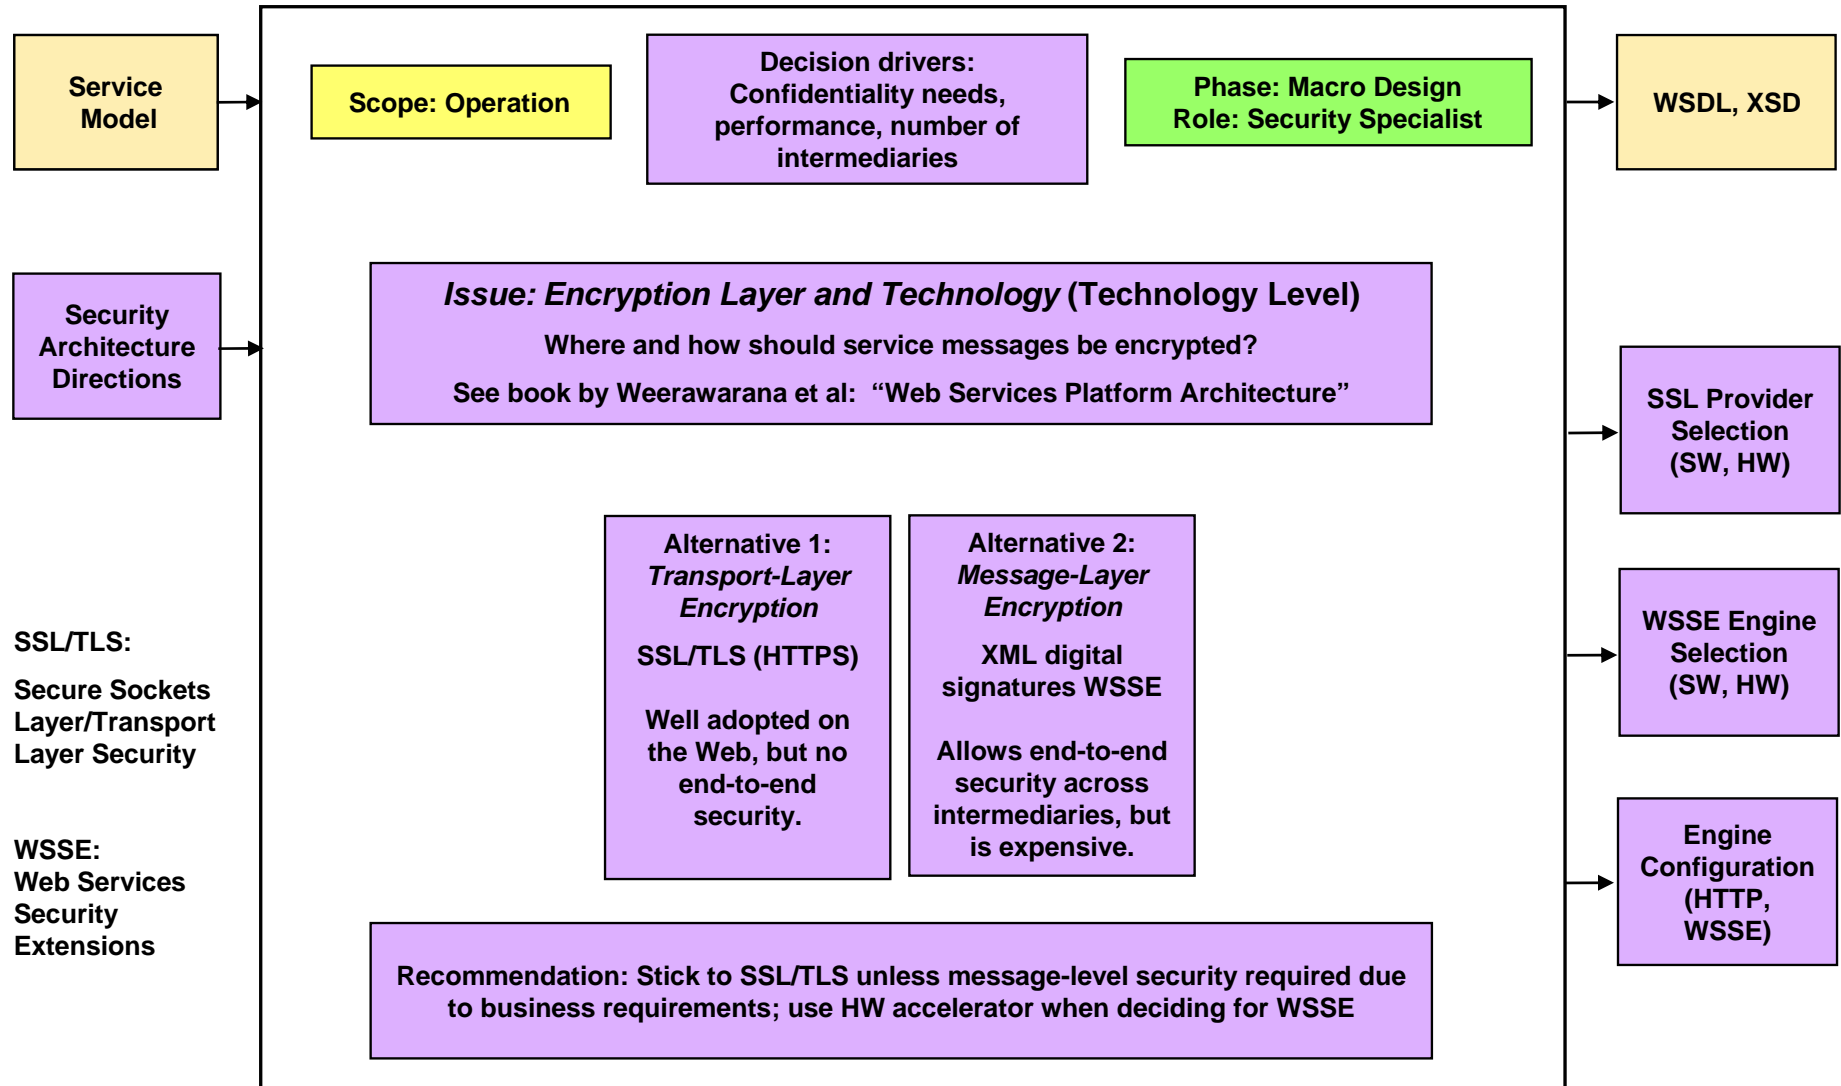 Service
Model
Scope: Operation
Decision drivers:
Confidentiality needs,
performance, number of
intermediaries
Phase: Macro Design
Role: Security Specialist
WSDL, XSD
Security
Architecture
Directions
Issue: Encryption Layer and Technology (Technology Level)
Where and how should service messages be encrypted?
See book by Weerawarana et al:  “Web Services Platform Architecture”
SSL Provider
Selection
(SW, HW)
Alternative 1:
Transport-Layer
Encryption
SSL/TLS (HTTPS)
Well adopted on
the Web, but no
end-to-end
security.
Alternative 2:
Message-Layer
Encryption
XML digital
signatures WSSE
Allows end-to-end
security across
intermediaries, but
is expensive.
WSSE Engine
Selection
(SW, HW)
SSL/TLS:
Secure Sockets
Layer/Transport
Layer Security
WSSE:
Web Services
Security
Extensions
Engine
Configuration
(HTTP,
WSSE)
Recommendation: Stick to SSL/TLS unless message-level security required due
to business requirements; use HW accelerator when deciding for WSSE